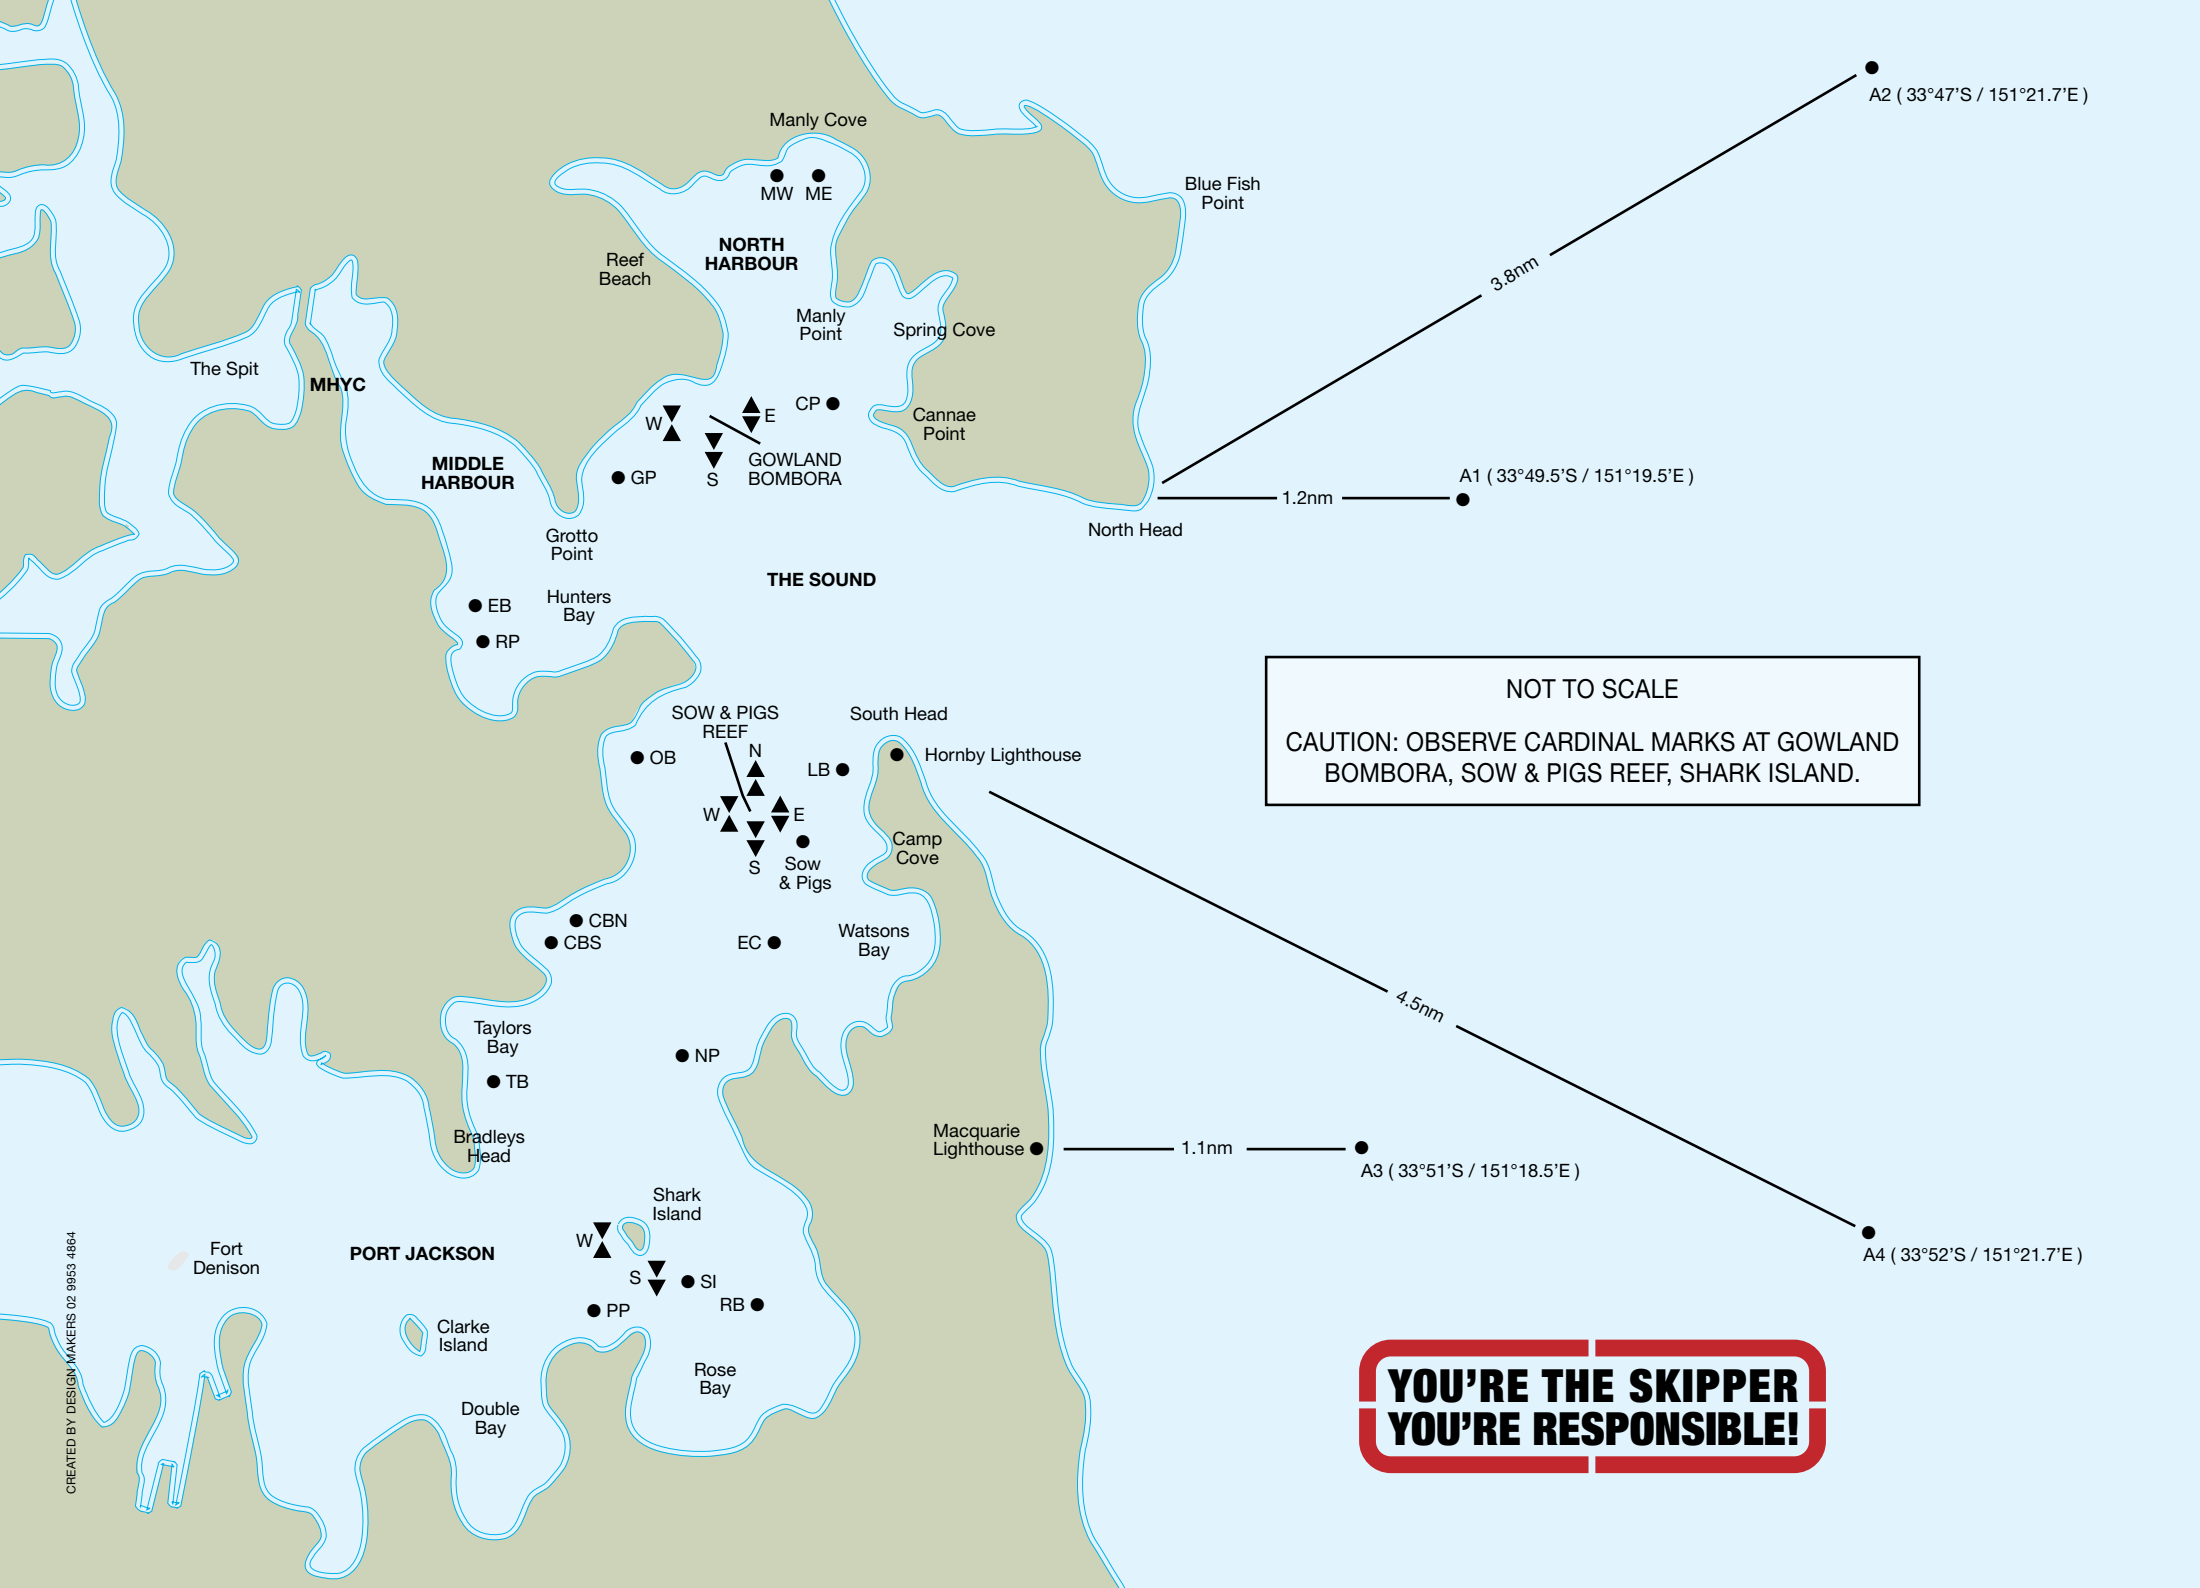 A2 ( 33°47’S / 151°21.7’E )
Manly Cove
MW ME
Blue Fish
Point
NORTH
HARBOUR
Reef
Beach
3.8nm
Manly
Point
Spring Cove
The Spit
MHYC
CP
W
E
Cannae
Point
GOWLAND
BOMBORA
S
MIDDLE
HARBOUR
GP
A1 ( 33°49.5’S / 151°19.5’E )
1.2nm
North Head
Grotto
Point
THE SOUND
Hunters
Bay
EB
RP
NOT TO SCALE
CAUTION: OBSERVE CARDINAL MARKS AT GOWLAND
BOMBORA, SOW & PIGS REEF, SHARK ISLAND.
SOW & PIGS
REEF
South Head
N
OB
LB
Hornby Lighthouse
W
E
S
Sow
& Pigs
Camp
Cove
CBN
CBS
EC
Watsons
Bay
4.5nm
Taylors
Bay
NP
TB
Bradleys
Head
Macquarie
Lighthouse
1.1nm
A3 ( 33°51’S / 151°18.5’E )
Shark
Island
W
S
SI
RB
PP
Fort
Denison
PORT JACKSON
A4 ( 33°52’S / 151°21.7’E )
Clarke
Island
Rose
Bay
Double
Bay
YOU’RE THE SKIPPER
YOU’RE RESPONSIBLE!
CREATED BY DESIGN MAKERS 02 9953 4864